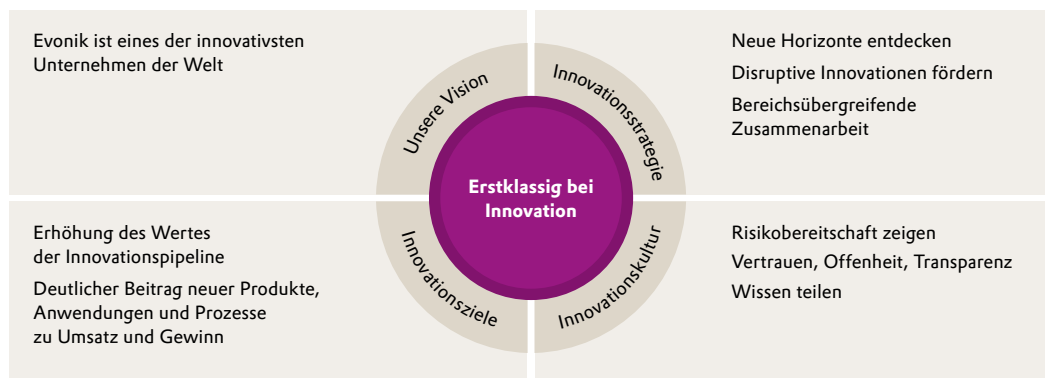 Evonik ist eines der innovativsten
Unternehmen der Welt
Unsere Vision
Innovationsstrategie
Neue Horizonte entdecken
Disruptive Innovationen fördern
Bereichsübergreifende
Zusammenarbeit
Erstklassig bei
Innovation
Erhöhung des Wertes
der Innovationspipeline
Deutlicher Beitrag neuer Produkte,
Anwendungen und Prozesse
zu Umsatz und Gewinn
Innovationsziele
Innovationskultur
Risikobereitschaft zeigen
Vertrauen, Offenheit, Transparenz
Wissen teilen